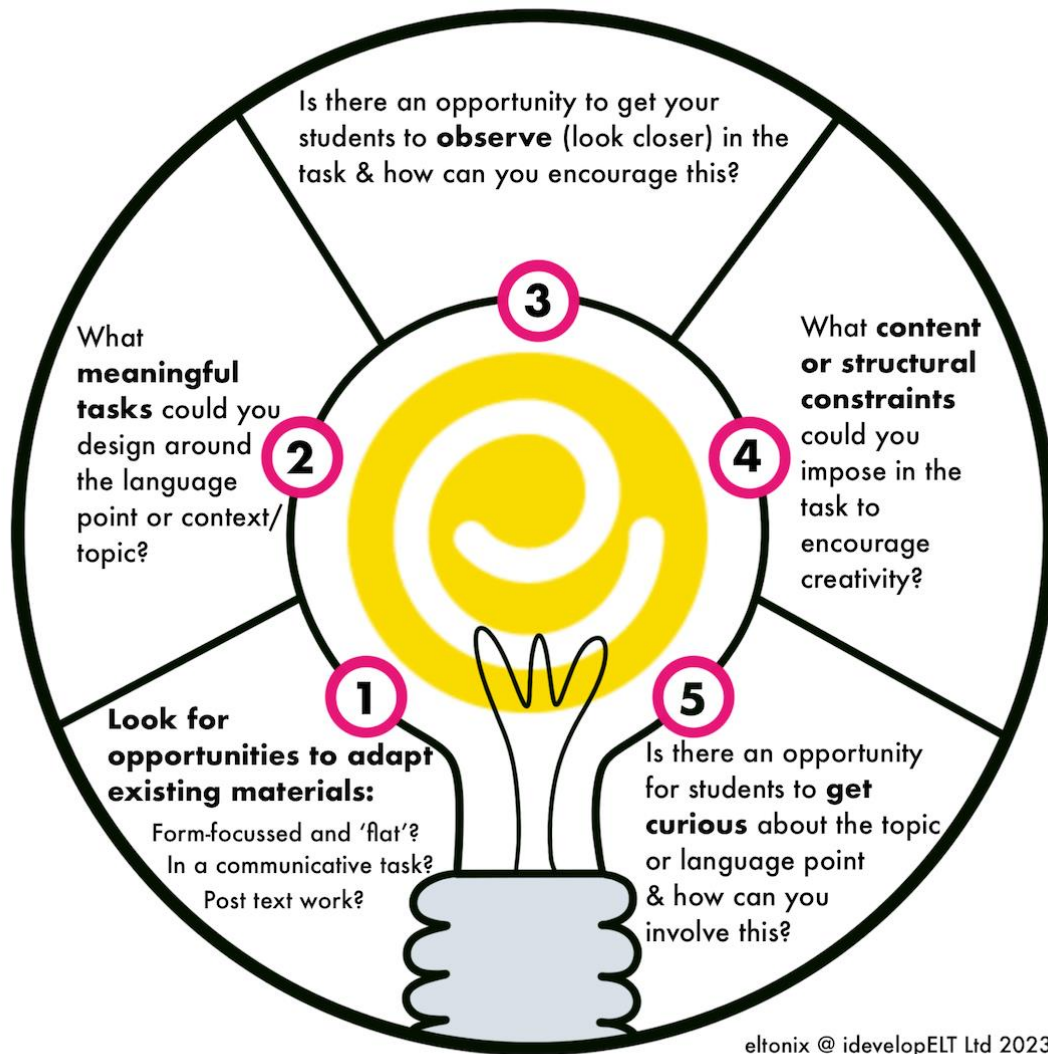 1
Look for
opportunities to adapt
existing materials:
Form-focussed and ‘flat’?
In a communicative task?
Post text work?
2
What
meaningful
tasks could you
design around
the language
point or context/
topic?
3
Is there an opportunity to get your
students to observe (look closer) in the
task & how can you encourage this?
4
What content
or structural
constraints
could you
impose in the
task to
encourage
creativity?
5
Is there an opportunity
for students to get
curious about the topic
or language point
& how can you
involve this?
eltonix @ idevelopELT Ltd 2023